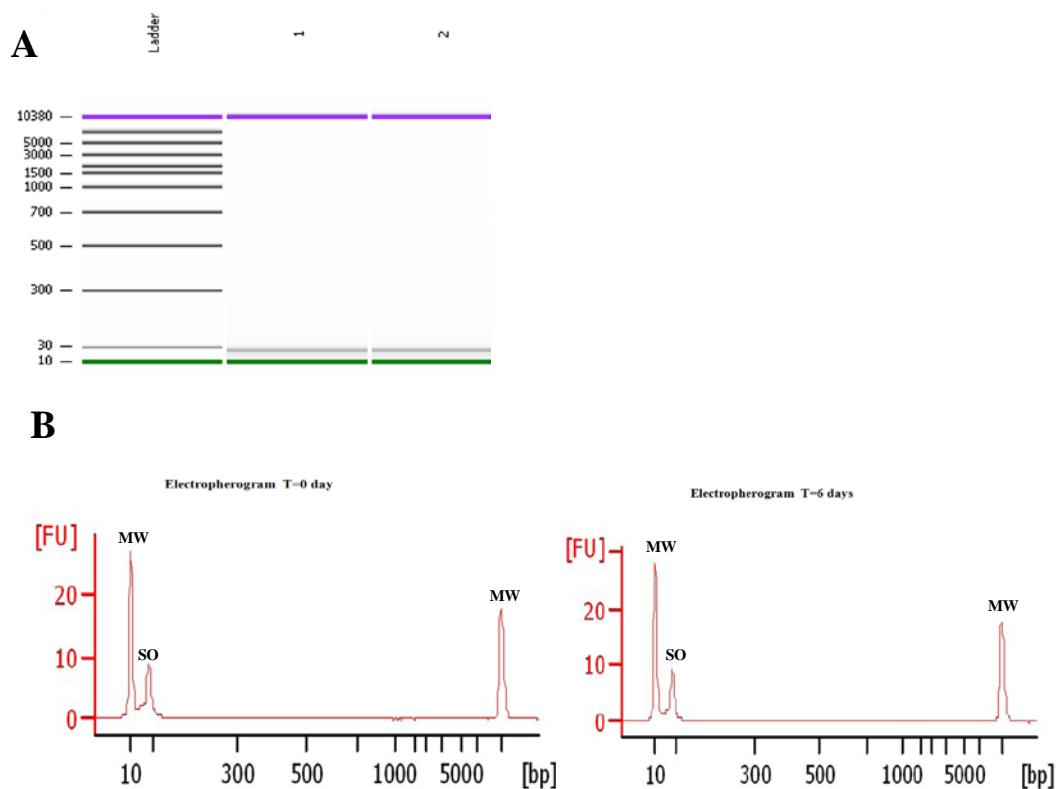 A
Ladder
1
2
10380
5000
3000
1500
1000
700
500
300
30
10
B
Electropherogram T=0 day
[FU]
MW
SO
MW
20
10
0
10 300 500 1000 5000 [bp]
Electropherogram T=6 days
[FU]
MW
SO
MW
20
10
0
10 300 500 1000 5000 [bp]